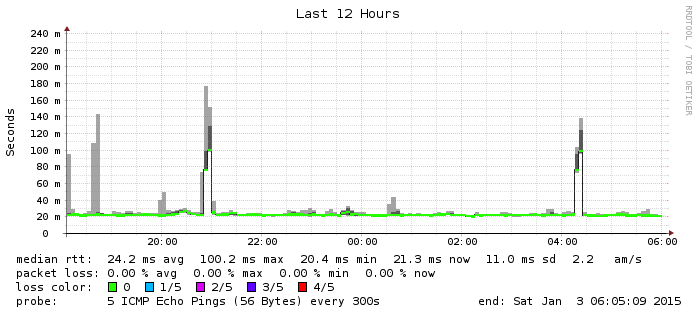 Last 12 Hours
RRDTOOL / TOBI OETIKER
Seconds
240 m
220 m
200 m
180 m
160 m
140 m
120 m
100 m
80 m
60 m
40 m
20 m
0
20:00 22:00 00:00 02:00 04:00 06:00
median rtt: 24.2 ms avg 100.2 ms max 20.4 ms min 21.3 ms now 11.0 ms sd 2.2 am/s
packet loss: 0.00 % avg 0.00 % max 0.00 % min 0.00 % now
loss color: 0 1/5 2/5 3/5 4/5
probe: 5 ICMP Echo Pings (56 Bytes) every 300s end: Sat Jan 3 06:05:09 2015